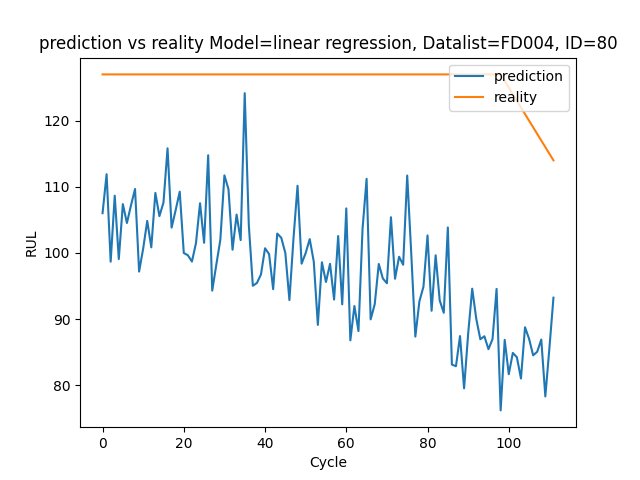 prediction vs reality Model=linear regression, Datalist=FD004, ID=80
prediction
reality
RUL
120
110
100
90
80
0 20 40 60 80 100
Cycle